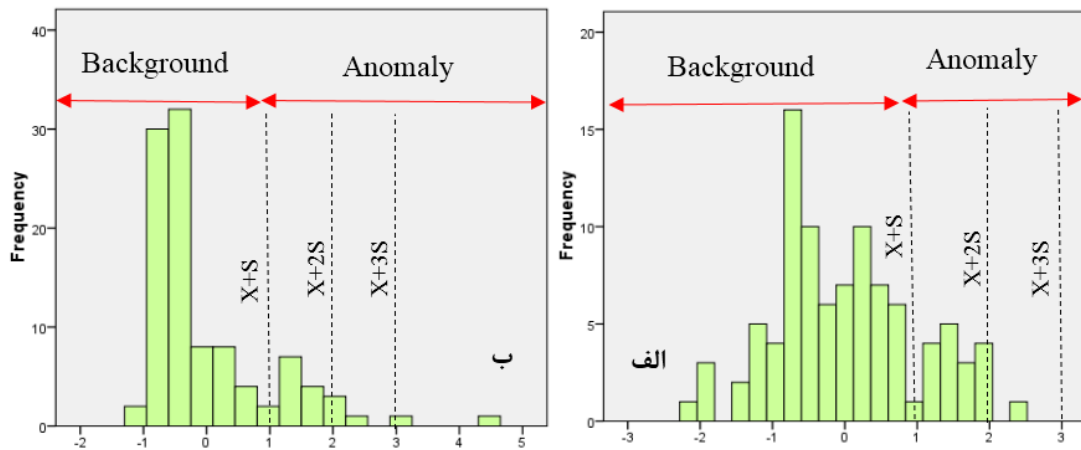 40
30
20
10
0
Frequency
Background
Anomaly
X+S
X+2S
X+3S
ب
-2 -1 0 1 2 3 4 5
20
15
10
5
0
Frequency
Background
Anomaly
X+S
X+2S
X+3S
الف
-3 -2 -1 0 1 2 3